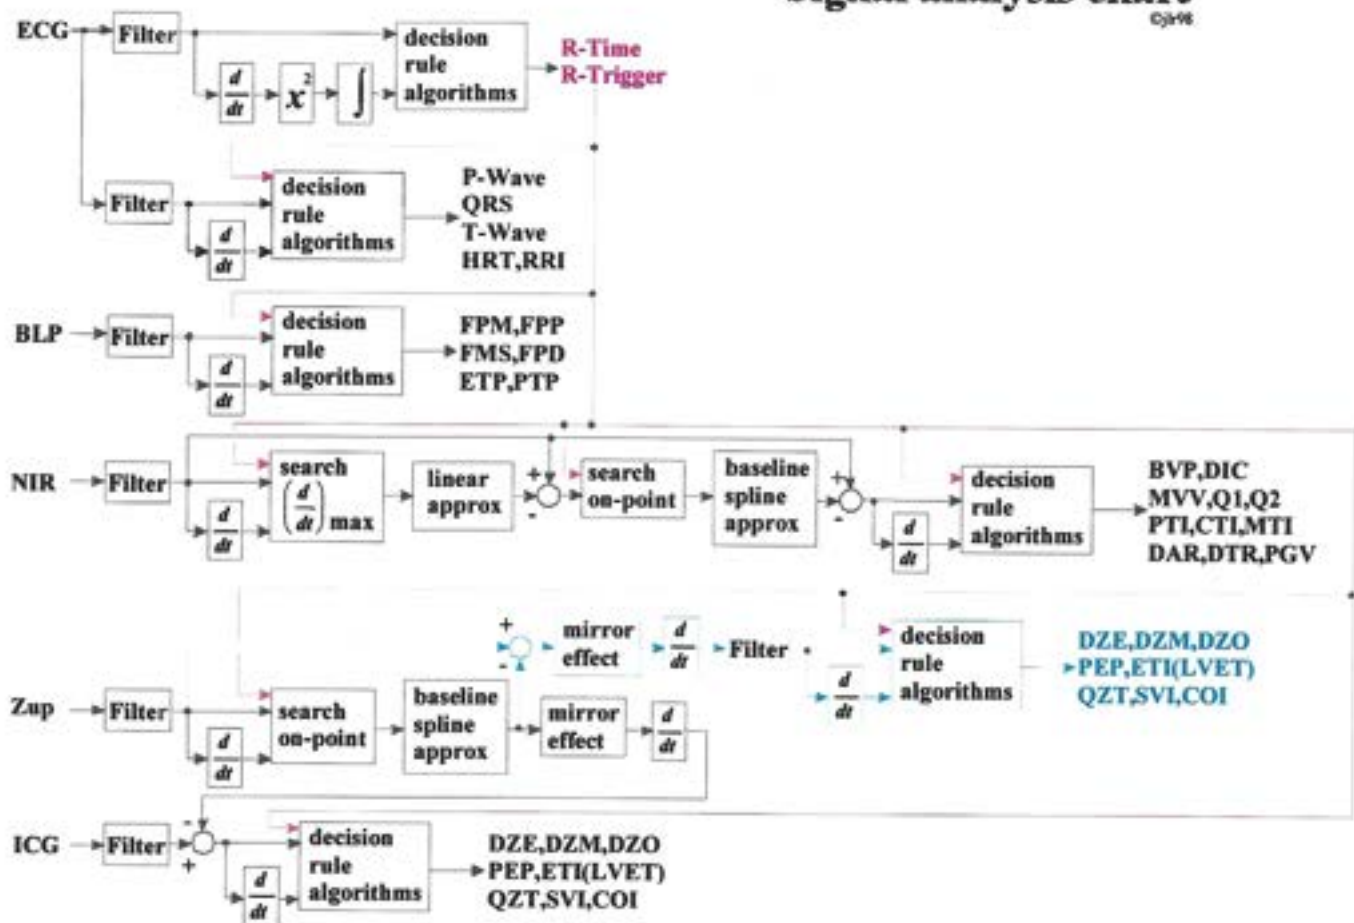 Signal analysis chart
©jlr98
ECG
Filter
d
dt
x²
∫
decision
rule
algorithms
R-Time
R-Trigger
Filter
d
dt
decision
rule
algorithms
P-Wave
QRS
T-Wave
HRT,RRI
BLP
Filter
d
dt
decision
rule
algorithms
FPM,FPP
FMS,FPD
ETP,PTP
NIR
Filter
d
dt
search
(d
dt) max
linear
approx
+
-
search
on-point
baseline
spline
approx
+
-
d
dt
decision
rule
algorithms
BVP,DIC
MVV,Q1,Q2
PTI,CTI,MTI
DAR,DTR,PGV
+
-
mirror
effect
d
dt
Filter
d
dt
decision
rule
algorithms
DZE,DZM,DZO
PEP,ETI(LVET)
QZT,SVI,COI
Zup
Filter
d
dt
search
on-point
baseline
spline
approx
mirror
effect
d
dt
ICG
Filter
-
+
d
dt
decision
rule
algorithms
DZE,DZM,DZO
PEP,ETI(LVET)
QZT,SVI,COI